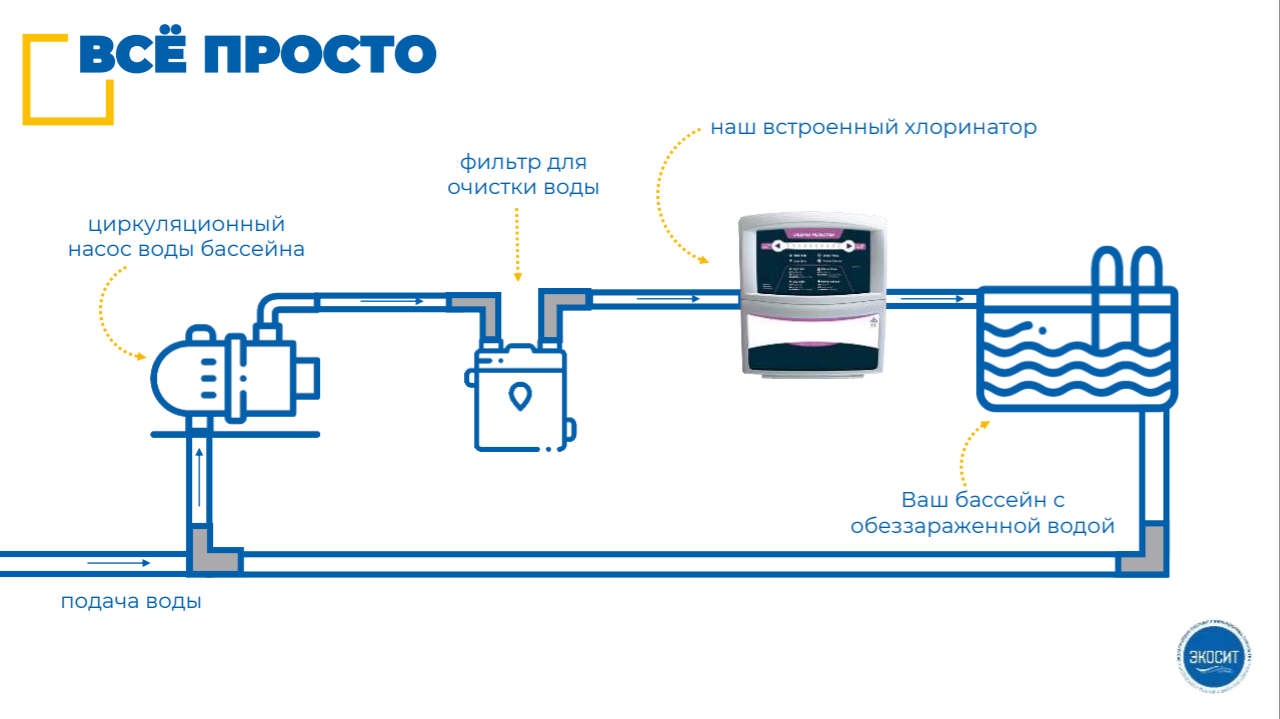 ВСЁ ПРОСТО
наш встроенный хлоринатор
фильтр для
очистки воды
циркуляционный
насос воды бассейна
Ваш бассейн с
обеззараженной водой
подача воды
ЭКОСИТ